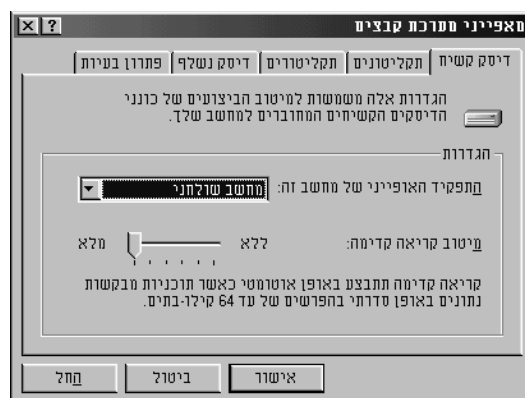 מאפייני מערכת קבצים
דיסק קשיח תקליטונים תקליטורים דיסק נשלף פתרון בעיות
הגדרות אלה משמשות למיטוב הביצועים של כונני
הדיסקים הקשיחים המחוברים למחשב שלך.
הגדרות
התפקיד האופייני של מחשב זה: מחשב שולחני
מיטוב קריאה קדימה: ללא מלא
קריאה קדימה תתבצע באופן אוטומטי כאשר תוכניות מבקשות
נתונים באופן סדרתי בהפרשים של עד 64 קילו-בתים.
אישור ביטול החל